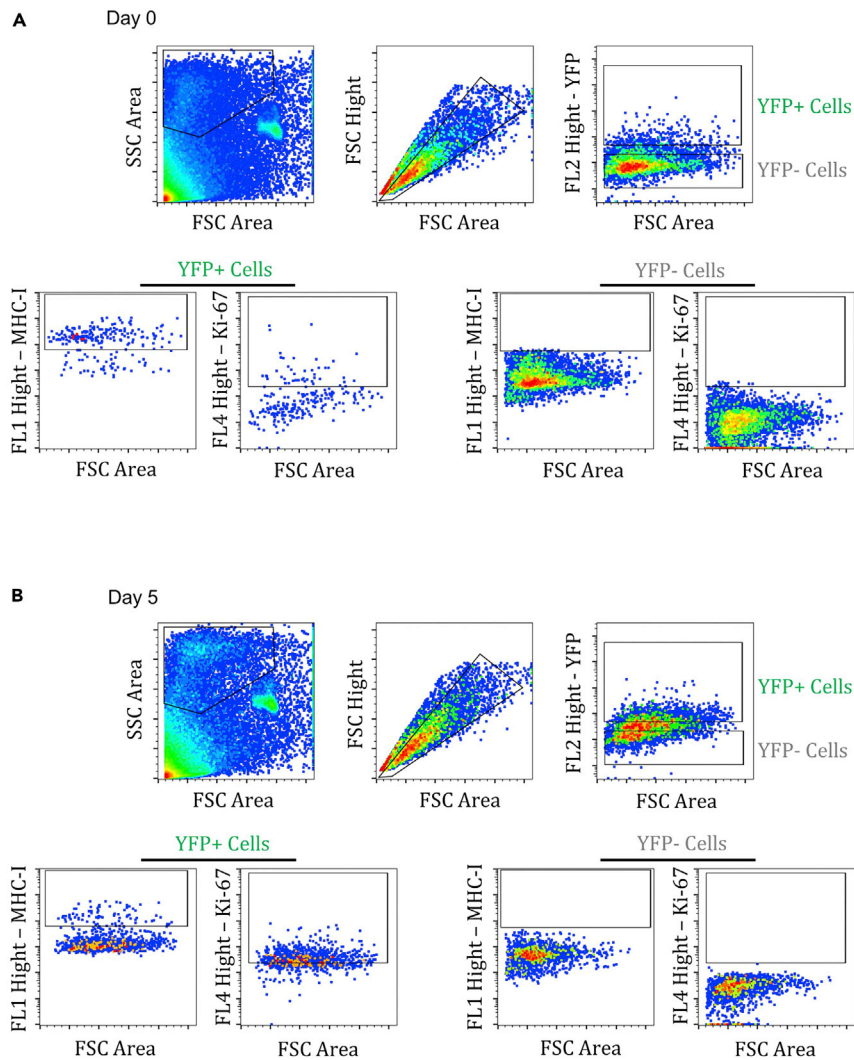 A
Day 0
SSC Area
FSC Area
FSC Hight
FSC Area
FL2 Hight - YFP
FSC Area
YFP+ Cells
YFP- Cells
YFP+ Cells
YFP- Cells
FL1 Hight – MHC-I
FSC Area
FL4 Hight – Ki-67
FSC Area
FL1 Hight – MHC-I
FSC Area
FL4 Hight – Ki-67
FSC Area
B
Day 5
SSC Area
FSC Area
FSC Hight
FSC Area
FL2 Hight - YFP
FSC Area
YFP+ Cells
YFP- Cells
YFP+ Cells
YFP- Cells
FL1 Hight – MHC-I
FSC Area
FL4 Hight – Ki-67
FSC Area
FL1 Hight – MHC-I
FSC Area
FL4 Hight – Ki-67
FSC Area